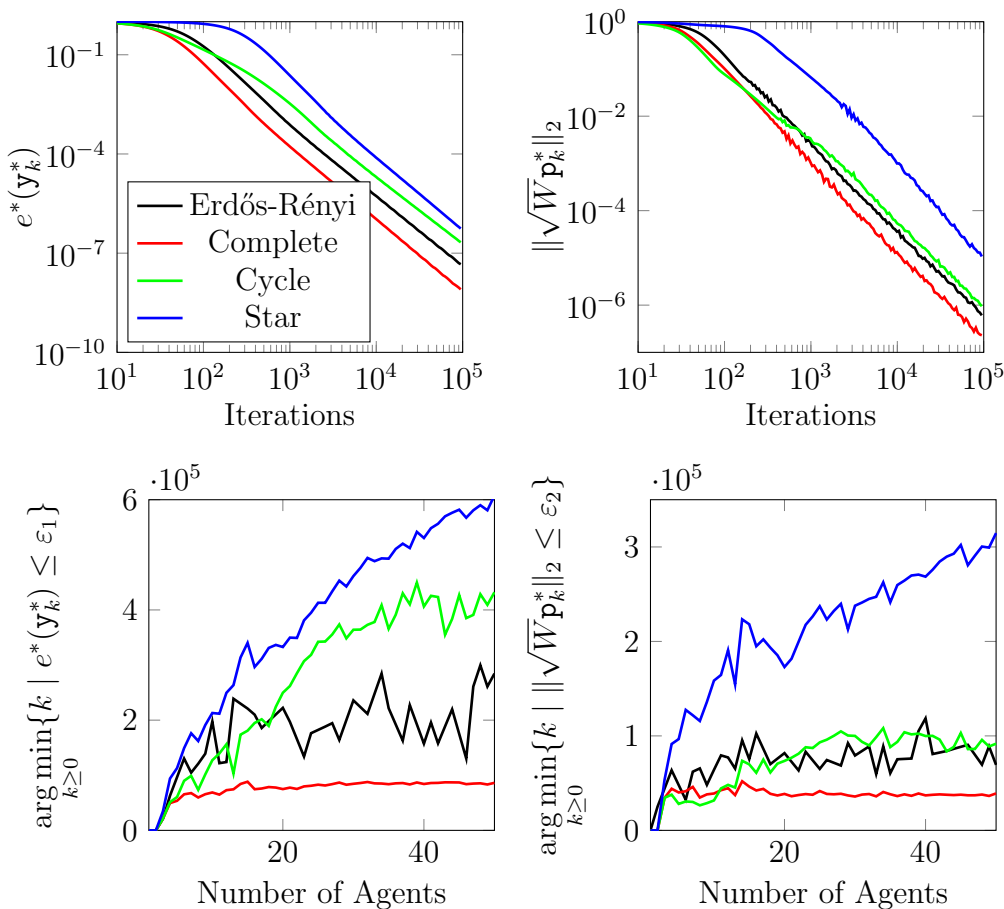 e*(y*_k)
10^−1
10^−4
10^−7
10^−10
Erdős-Rényi
Complete
Cycle
Star
10^1 10^2 10^3 10^4 10^5
Iterations
‖√W p*_k‖_2
10^0
10^−2
10^−4
10^−6
10^1 10^2 10^3 10^4 10^5
Iterations
arg min_{k≥0}{k | e*(y*_k) ≤ ε_1}
·10^5
6
4
2
0
20 40
Number of Agents
arg min_{k≥0}{k | ‖√W p*_k‖_2 ≤ ε_2}
·10^5
3
2
1
0
20 40
Number of Agents